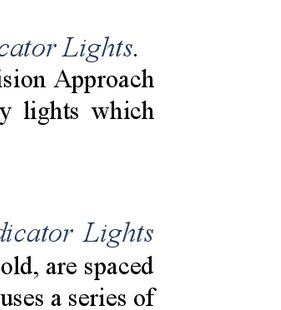 cator Lights.
ision Approach
y lights which
dicator Lights
old, are spaced
uses a series of